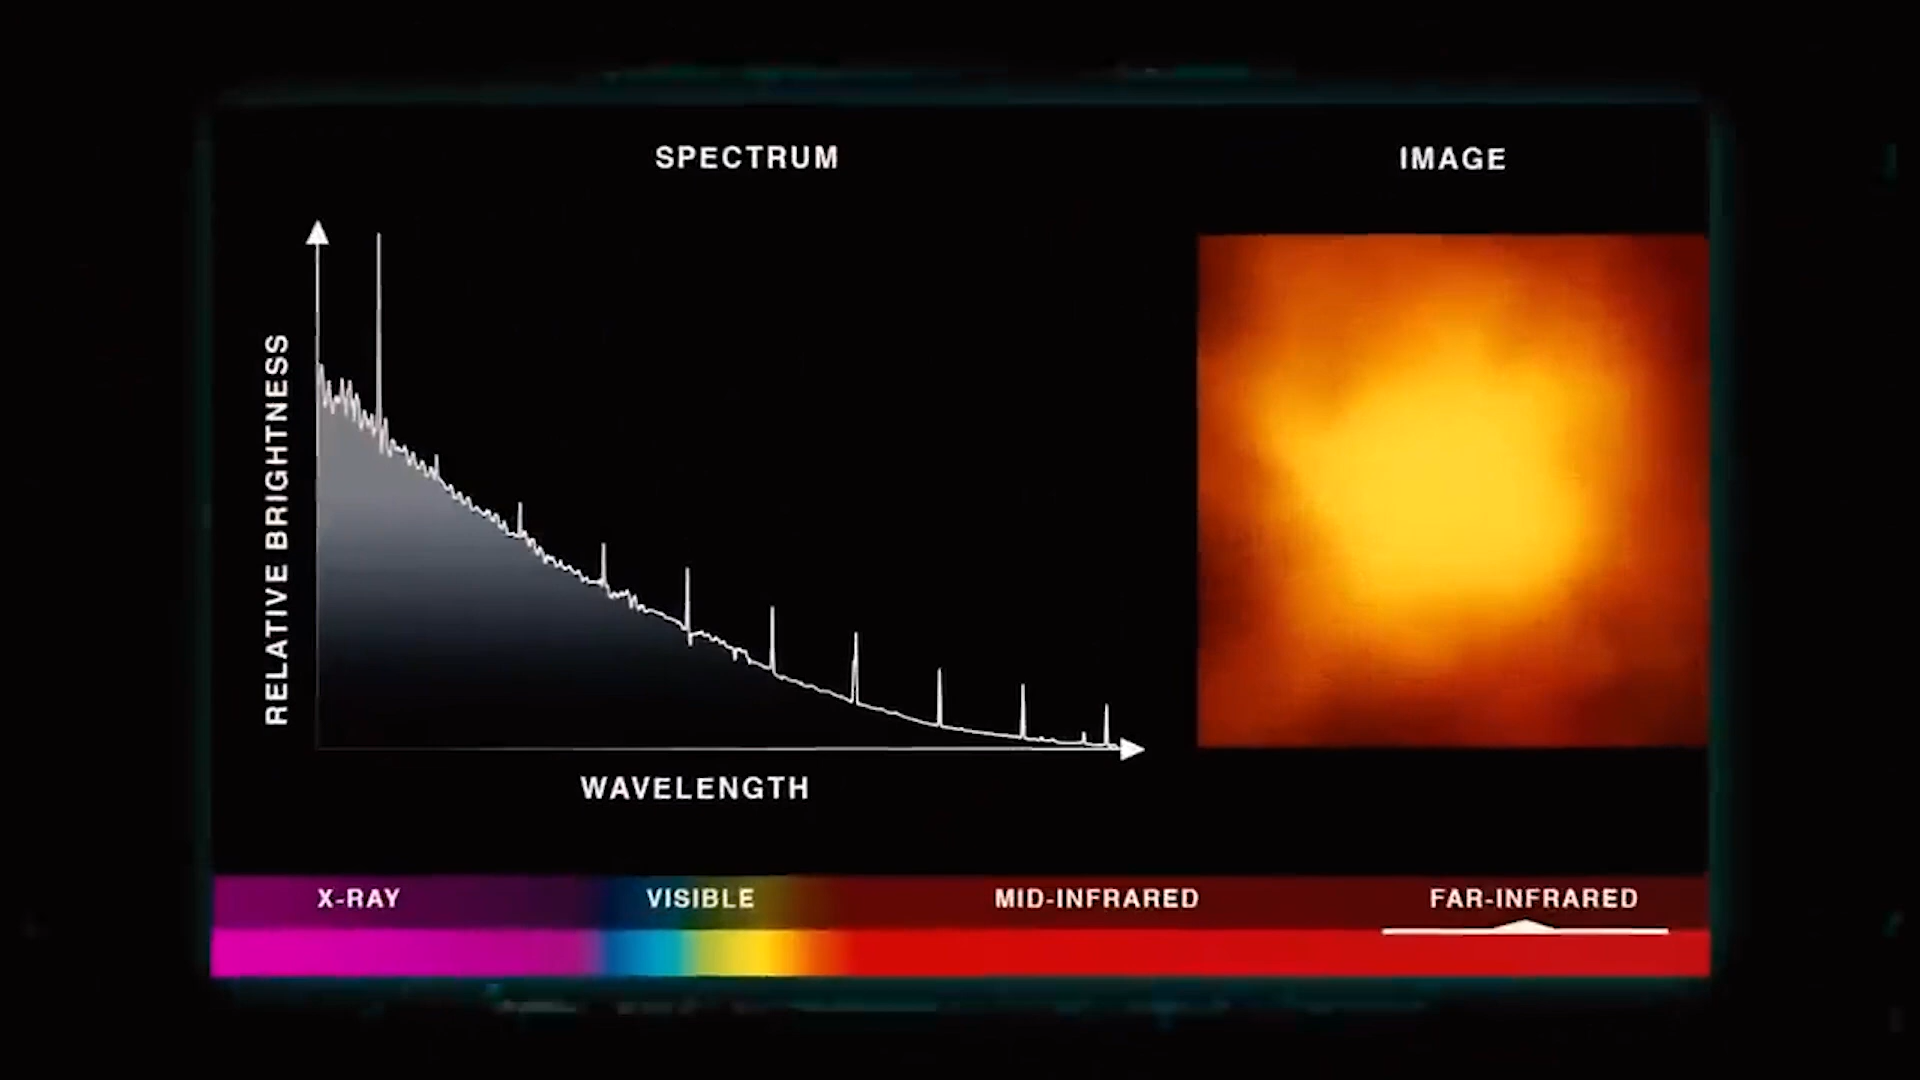 SPECTRUM
IMAGE
RELATIVE BRIGHTNESS
WAVELENGTH
X-RAY
VISIBLE
MID-INFRARED
FAR-INFRARED